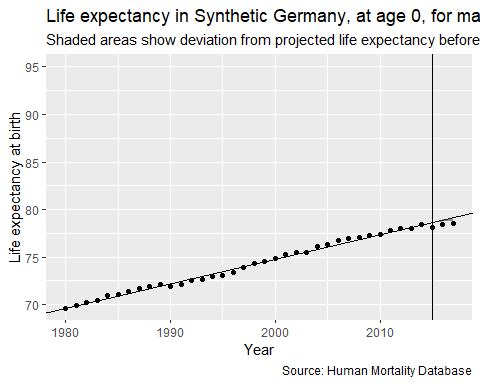 Life expectancy in Synthetic Germany, at age 0, for ma
Shaded areas show deviation from projected life expectancy before
95
90
85
80
75
70
Life expectancy at birth
1980
1990
2000
2010
Year
Source: Human Mortality Database